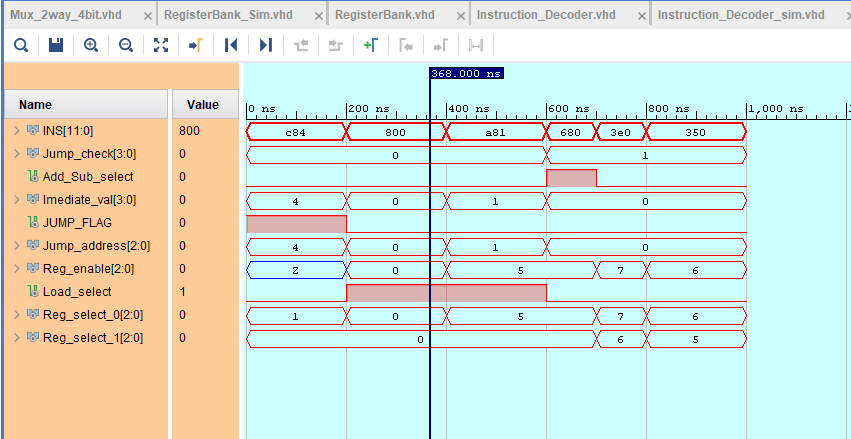 Mux_2way_4bit.vhd × RegisterBank_Sim.vhd × RegisterBank.vhd × Instruction_Decoder.vhd × Instruction_Decoder_sim.vhd ×
368.000 ns
Name Value 0 ns 200 ns 400 ns 600 ns 800 ns 1,000 ns
INS[11:0] 800 c84 800 a81 680 3e0 350
Jump_check[3:0] 0 0 1
Add_Sub_select 0
Imediate_val[3:0] 0 4 0 1 0
JUMP_FLAG 0
Jump_address[2:0] 0 4 0 1 0
Reg_enable[2:0] 0 Z 0 5 7 6
Load_select 1
Reg_select_0[2:0] 0 1 0 5 7 6
Reg_select_1[2:0] 0 0 6 5